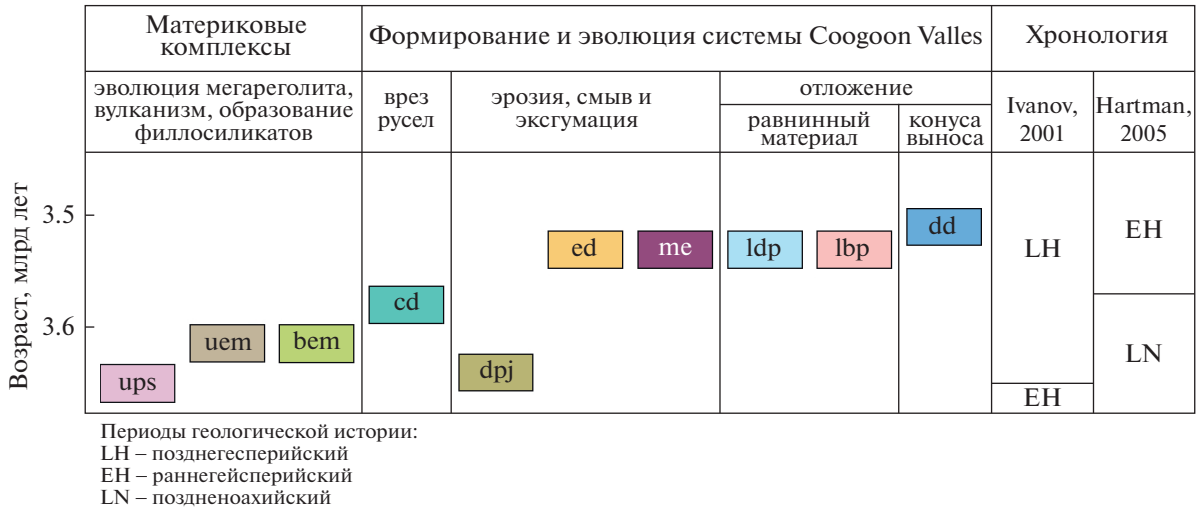 Материковые
комплексы
Формирование и эволюция системы Coogoon Valles
Хронология
эволюция мегареголита,
вулканизм, образование
филлосиликатов
врез
русел
эрозия, смыв и
эксгумация
отложение
равнинный
материал
конуса
выноса
Ivanov,
2001
Hartman,
2005
Возраст, млрд лет
3.5
3.6
ups
uem
bem
cd
dpj
ed
me
ldp
lbp
dd
LH
EH
EH
LN
Периоды геологической истории:
LH – позднегесперийский
EH – раннегейсперийский
LN – поздненоахийский